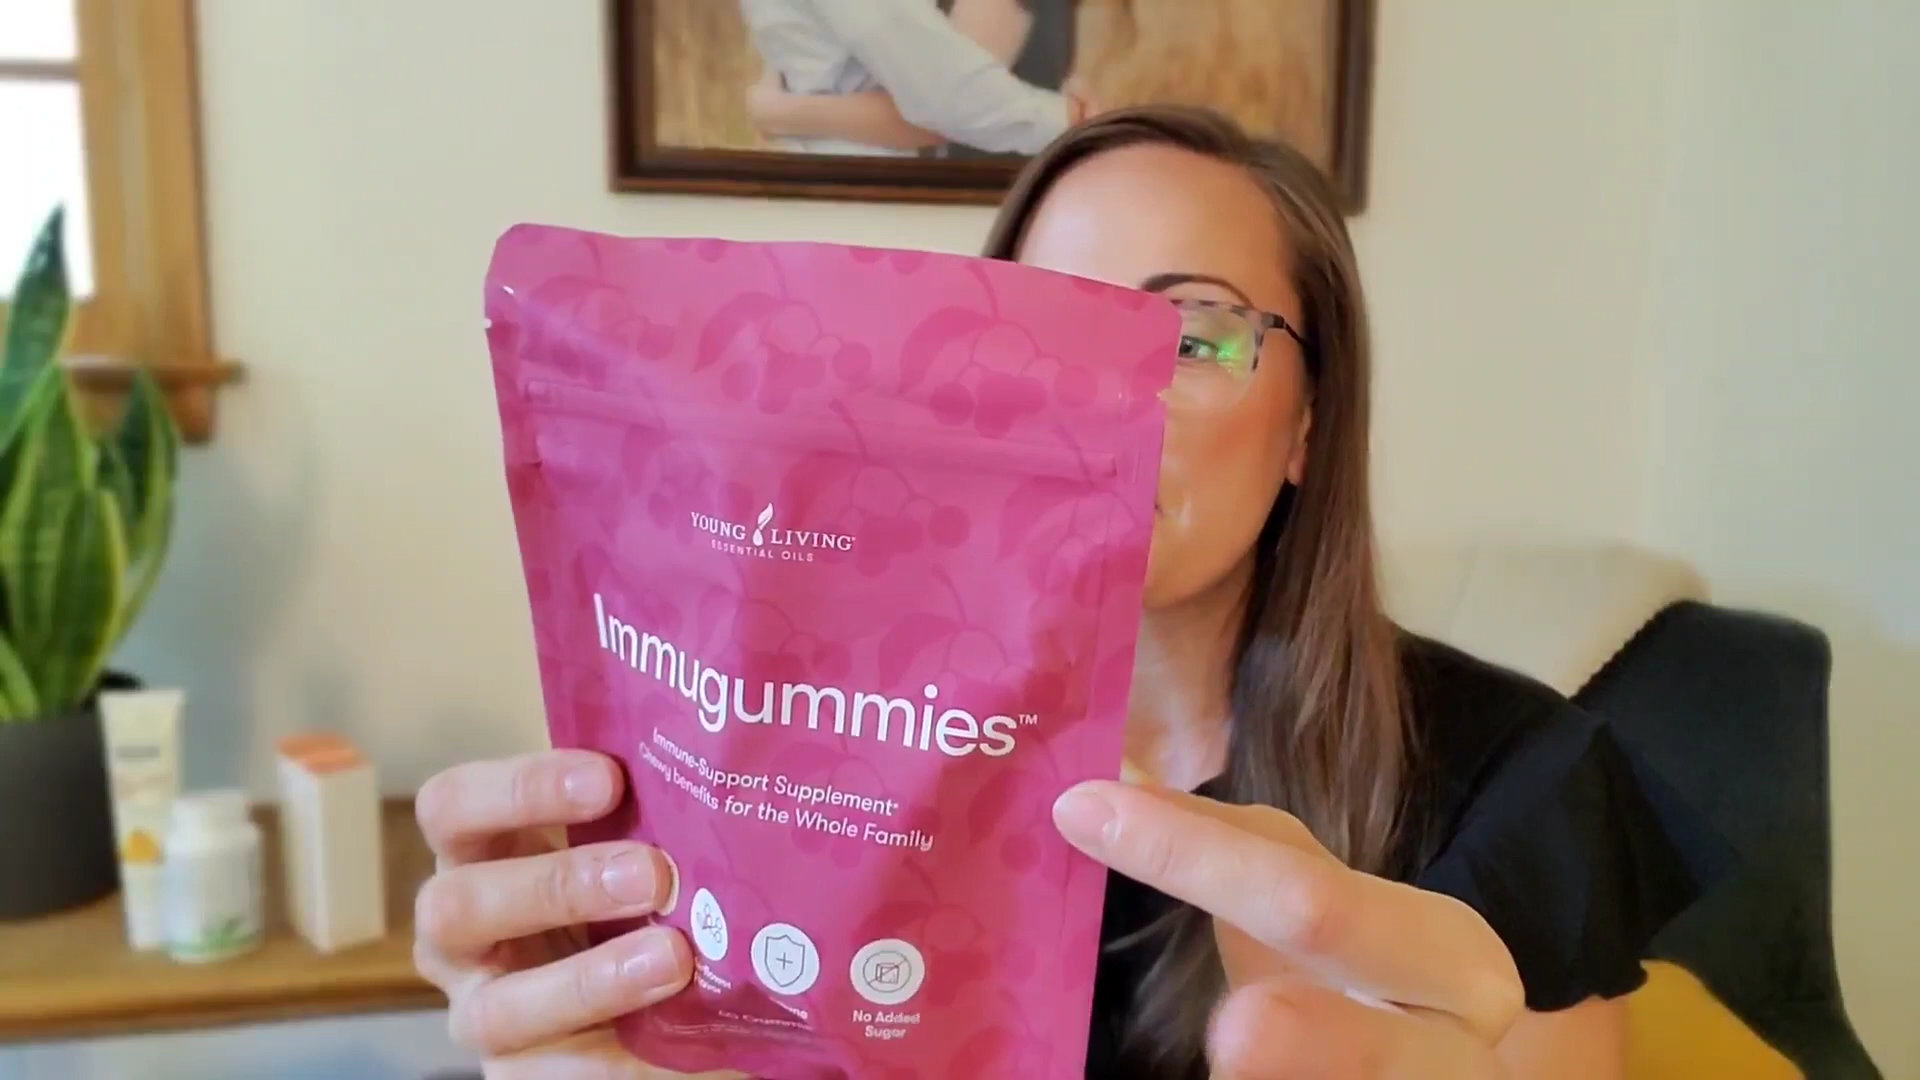 YOUNG LIVING
ESSENTIAL OILS
Immugummies™
Immune-Support Supplement*
Chewy benefits for the Whole Family
No Added
Sugar